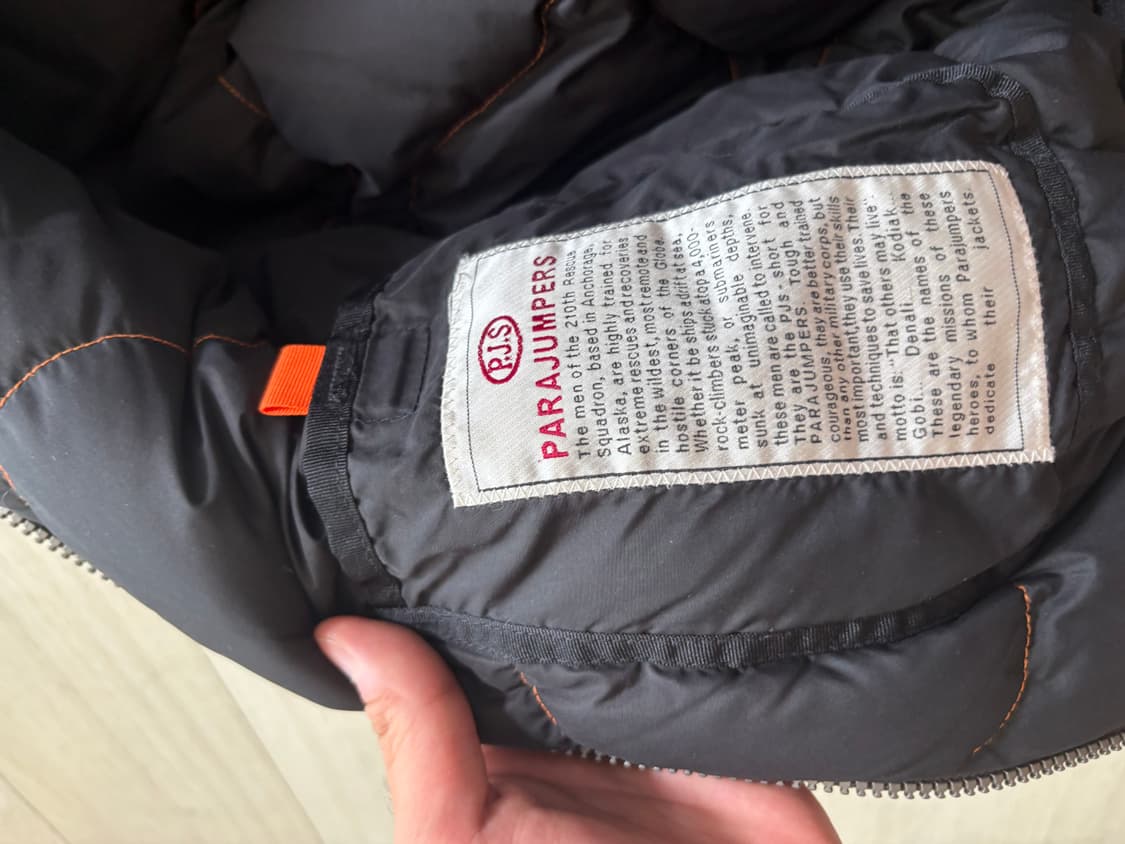 P.J.S
PARAJUMPERS
The men of the 210th Rescue
Squadron, based in Anchorage,
Alaska, are highly trained for
extreme rescues and recoveries
in the wildest, most remote and
hostile corners of the Globe.
Whether it be ships adrift at sea,
rock-climbers stuck atop a 4,000-
meter peak, or submariners
sunk at unimaginable depths,
these men are called to intervene.
They are the PJs short for
PARAJUMPERS. Tough and
courageous, they are better trained
than any other military corps, but
most important, they use their skills
and techniques to save lives. Their
motto is: "That others may live".
Gobi... Denali... Kodiak.
These are the names of the
legendary missions of these
heroes, to whom Parajumpers
dedicate their jackets.